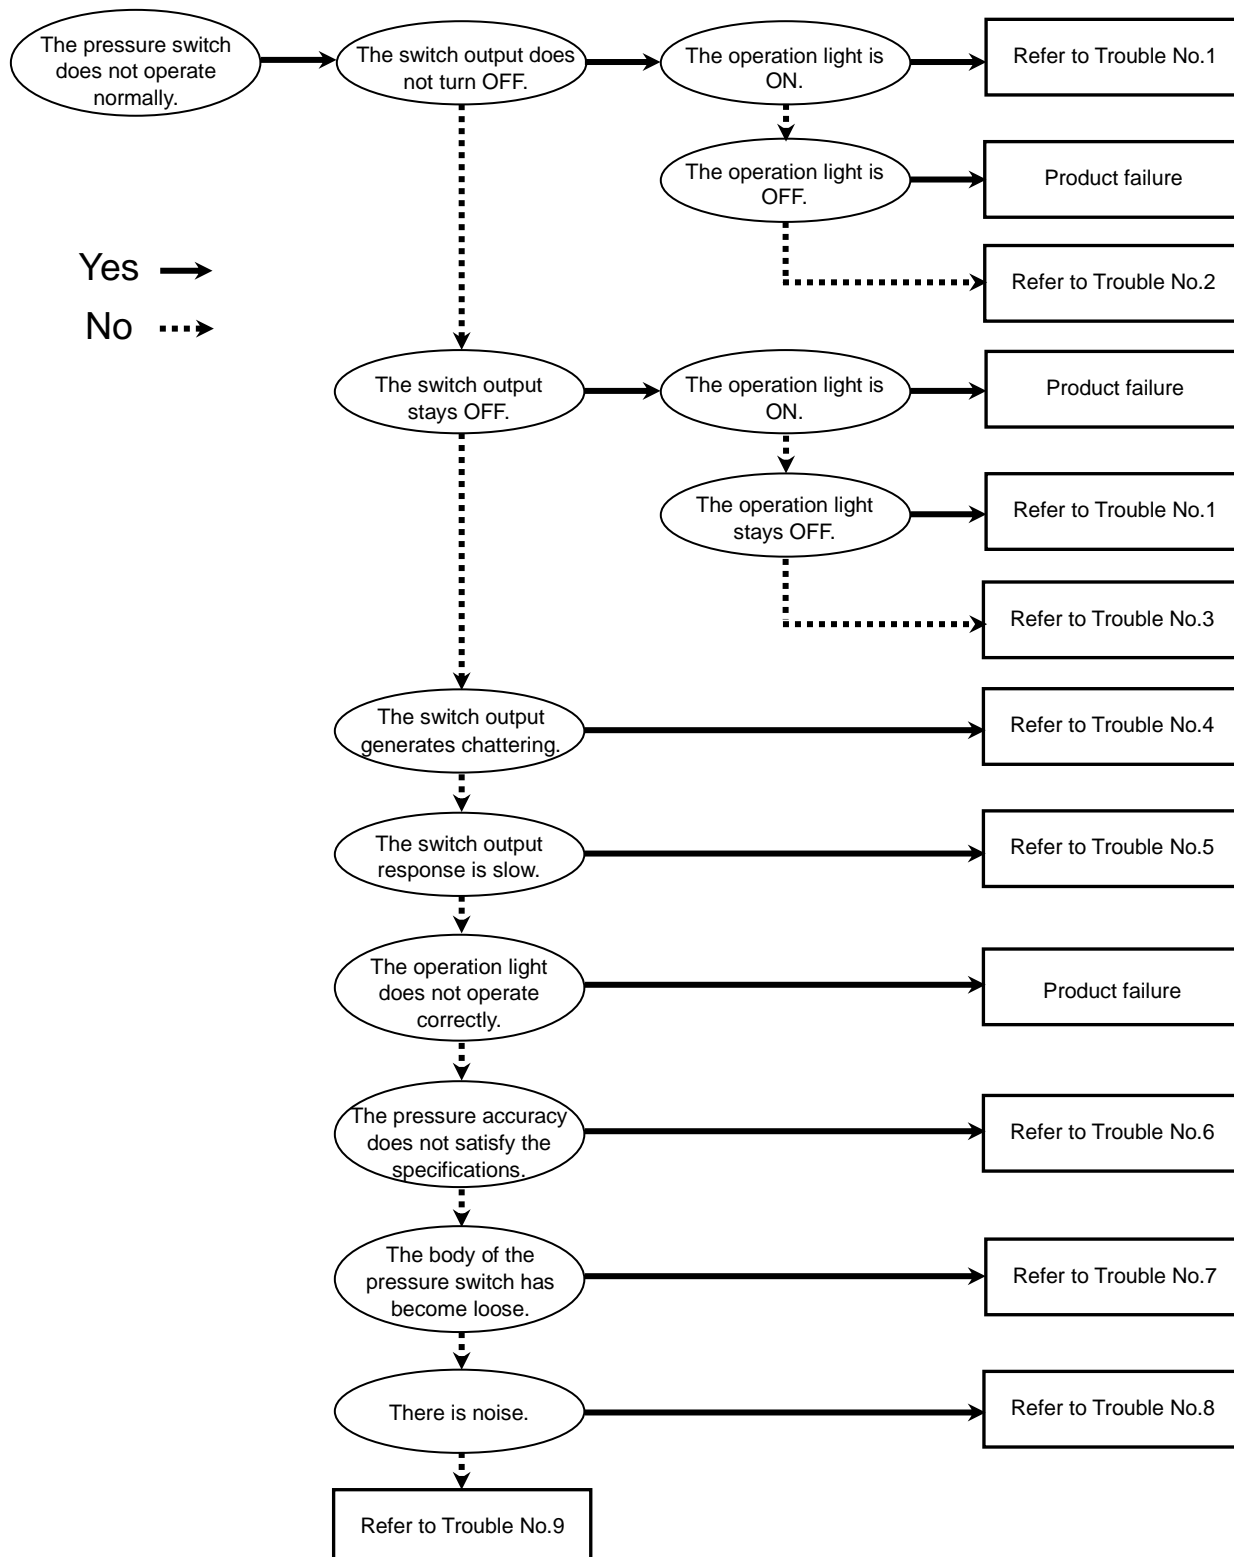 The pressure switch
does not operate
normally.
The switch output does
not turn OFF.
The operation light is
ON.
Refer to Trouble No.1
The operation light is
OFF.
Product failure
Yes
Refer to Trouble No.2
No
The switch output
stays OFF.
The operation light is
ON.
Product failure
The operation light
stays OFF.
Refer to Trouble No.1
Refer to Trouble No.3
The switch output
generates chattering.
Refer to Trouble No.4
The switch output
response is slow.
Refer to Trouble No.5
The operation light
does not operate
correctly.
Product failure
The pressure accuracy
does not satisfy the
specifications.
Refer to Trouble No.6
The body of the
pressure switch has
become loose.
Refer to Trouble No.7
There is noise.
Refer to Trouble No.8
Refer to Trouble No.9